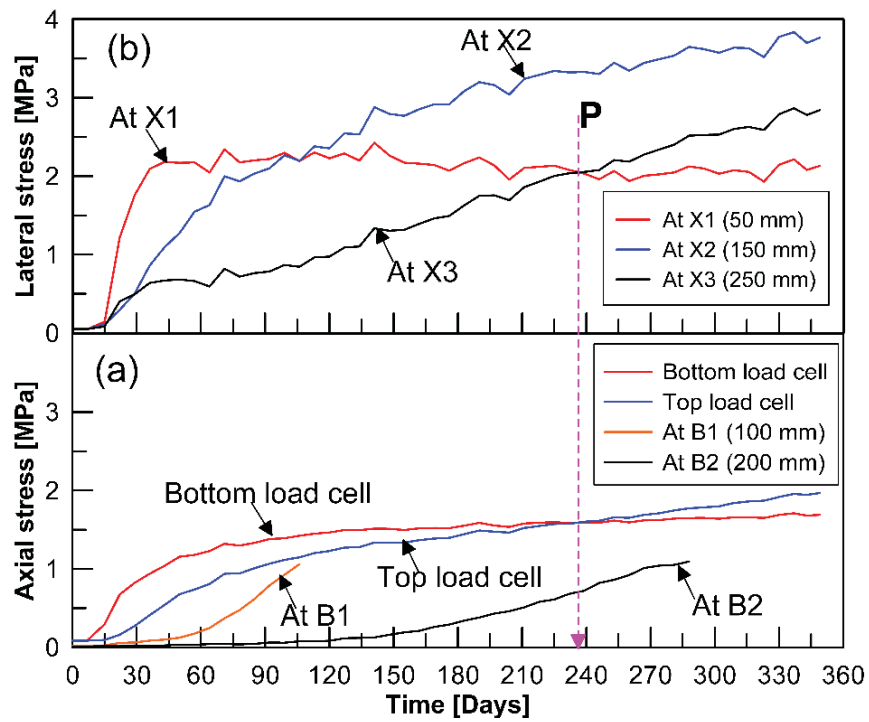 (b)
Lateral stress [MPa]
4
3
2
1
0
At X1
At X2
P
At X3
At X1 (50 mm)
At X2 (150 mm)
At X3 (250 mm)
(a)
Axial stress [MPa]
3
2
1
0
Bottom load cell
Top load cell
At B1 (100 mm)
At B2 (200 mm)
Bottom load cell
Top load cell
At B1
At B2
0 30 60 90 120 150 180 210 240 270 300 330 360
Time [Days]